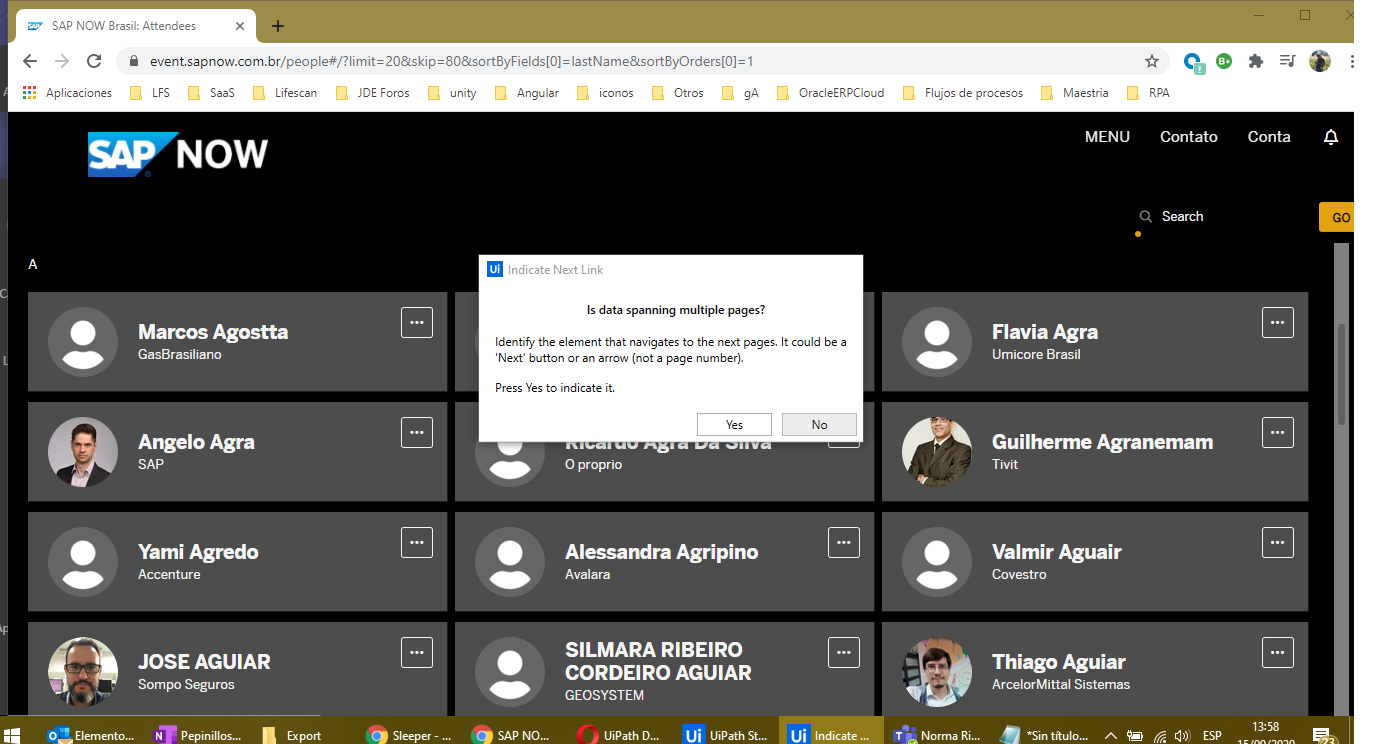 SAP NOW Brasil: Attendees
event.sapnow.com.br/people#/?limit=20&skip=80&sortByFields[0]=lastName&sortByOrders[0]=1
Aplicaciones LFS SaaS Lifescan JDE Foros unity Angular iconos Otros gA OracleERPCloud Flujos de procesos Maestria RPA
SAP NOW
MENU Contato Conta
Search
GO
A
Ui Indicate Next Link
Is data spanning multiple pages?
Identify the element that navigates to the next pages. It could be a
'Next' button or an arrow (not a page number).
Press Yes to indicate it.
Yes No
Marcos Agostta
GasBrasiliano
Flavia Agra
Umicore Brasil
Angelo Agra
SAP
Ricardo Agra Da Silva
O proprio
Guilherme Agranemam
Tivit
Yami Agredo
Accenture
Alessandra Agripino
Avalara
Valmir Aguair
Covestro
JOSE AGUIAR
Sompo Seguros
SILMARA RIBEIRO
CORDEIRO AGUIAR
GEOSYSTEM
Thiago Aguiar
ArcelorMittal Sistemas
Elemento... Pepinillos... Export Sleeper - ... SAP NO... UiPath D... UiPath St... Indicate ... Norma Ri... *Sin título... ESP 13:58